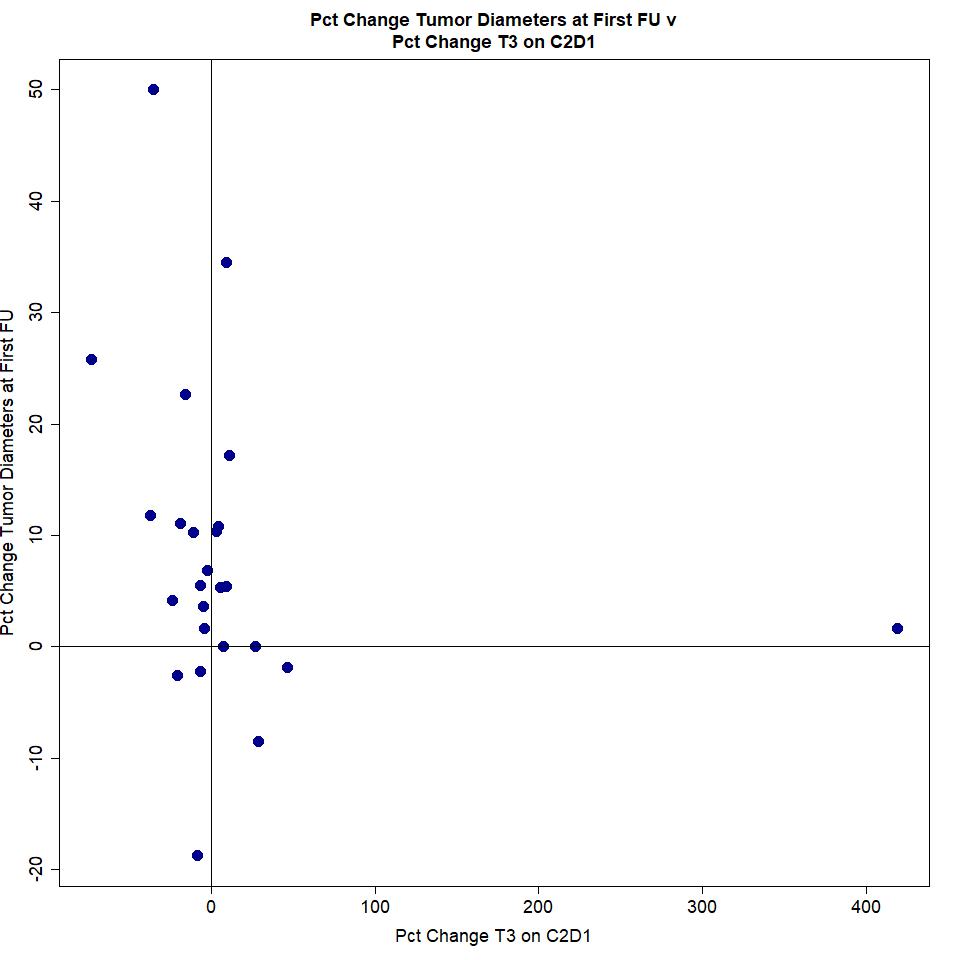 Pct Change Tumor Diameters at First FU v
Pct Change T3 on C2D1
Pct Change Tumor Diameters at First FU
50
40
30
20
10
0
-10
-20
0 100 200 300 400
Pct Change T3 on C2D1